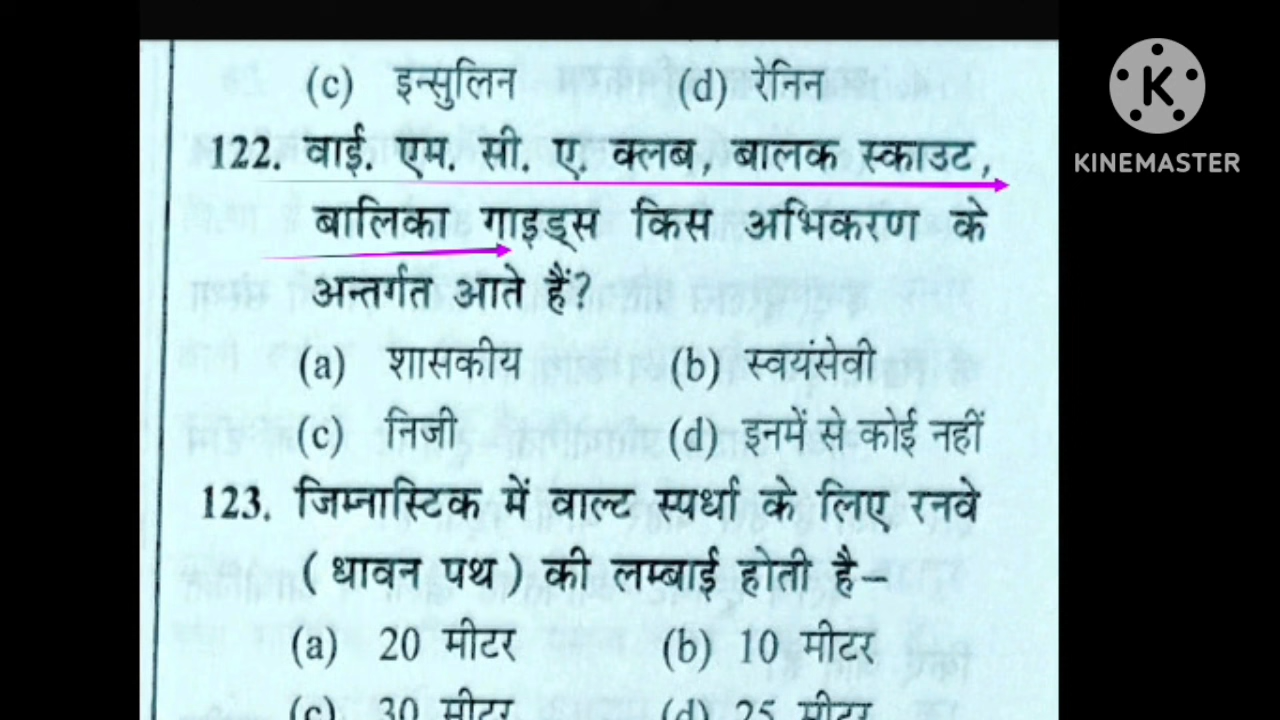 (c) इन्सुलिन (d) रेनिन
K
KINEMASTER
122. वाई. एम. सी. ए. क्लब, बालक स्काउट,
बालिका गाइड्स किस अभिकरण के
अन्तर्गत आते हैं?
(a) शासकीय (b) स्वयंसेवी
(c) निजी (d) इनमें से कोई नहीं
123. जिम्नास्टिक में वाल्ट स्पर्धा के लिए रनवे
( धावन पथ ) की लम्बाई होती है–
(a) 20 मीटर (b) 10 मीटर
(c) 30 मीटर (d) 25 मीटर